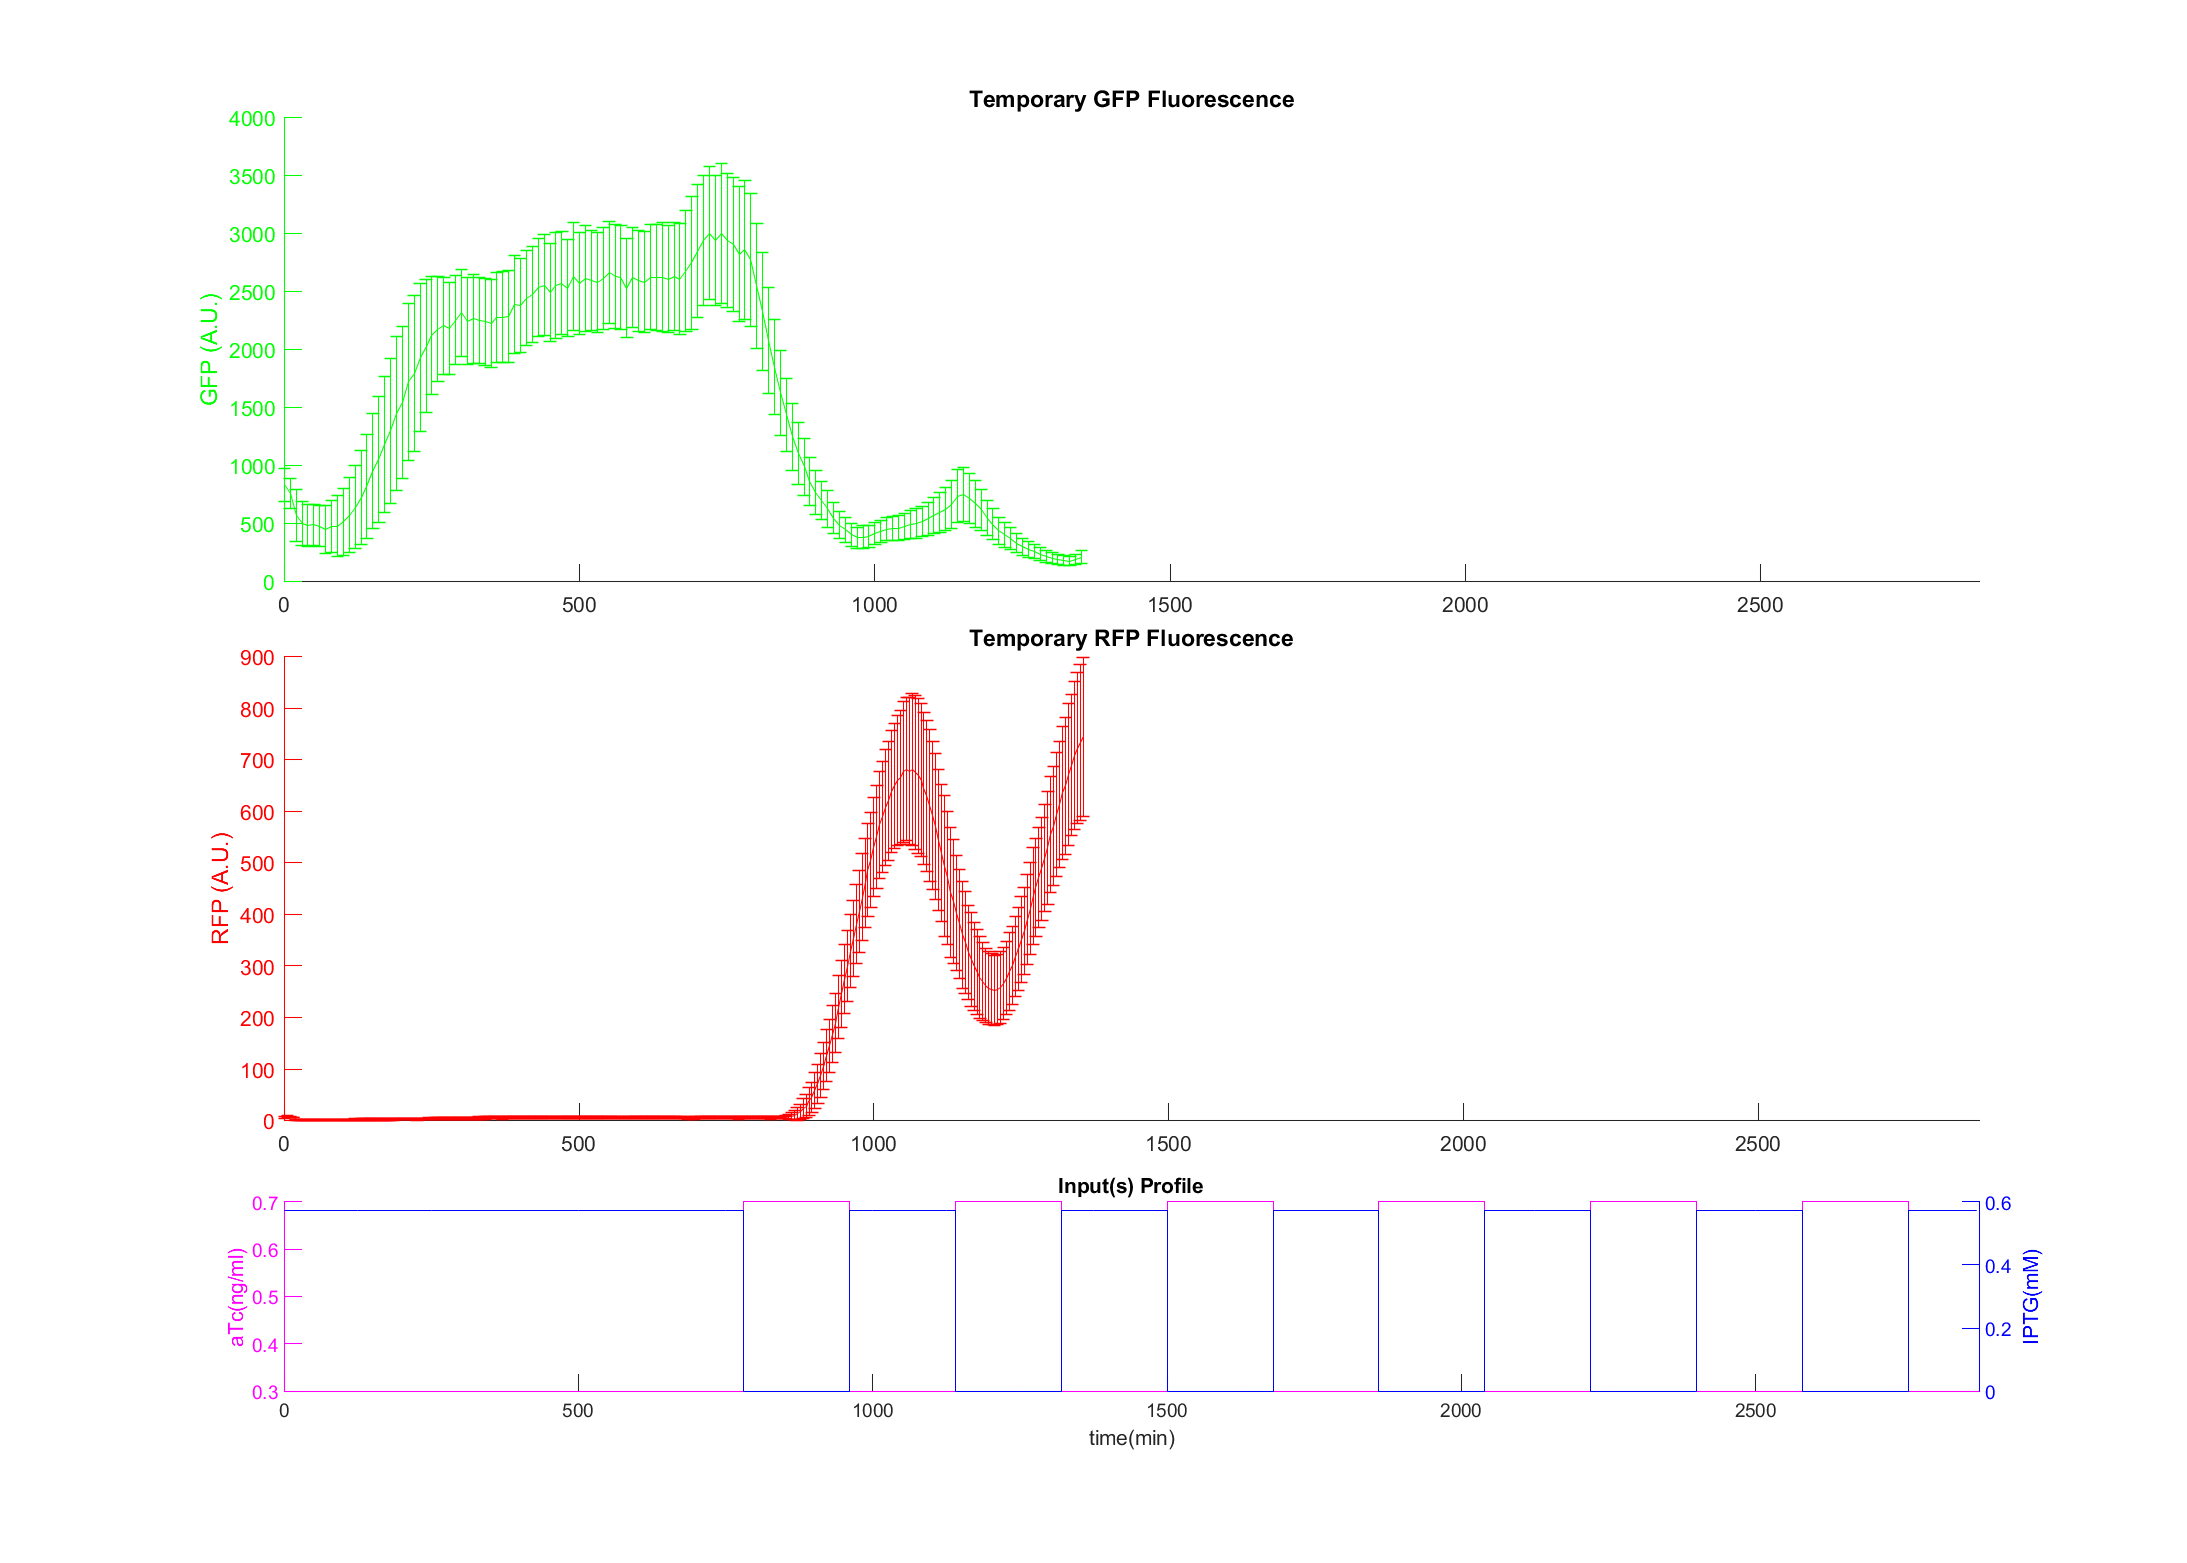 Temporary GFP Fluorescence
4000
3500
3000
2500
2000
1500
1000
500
0
GFP (A.U.)
0 500 1000 1500 2000 2500
Temporary RFP Fluorescence
900
800
700
600
500
400
300
200
100
0
RFP (A.U.)
0 500 1000 1500 2000 2500
Input(s) Profile
0.7
0.6
0.5
0.4
0.3
aTc(ng/ml)
0.6
0.4
0.2
0
IPTG(mM)
0 500 1000 1500 2000 2500
time(min)